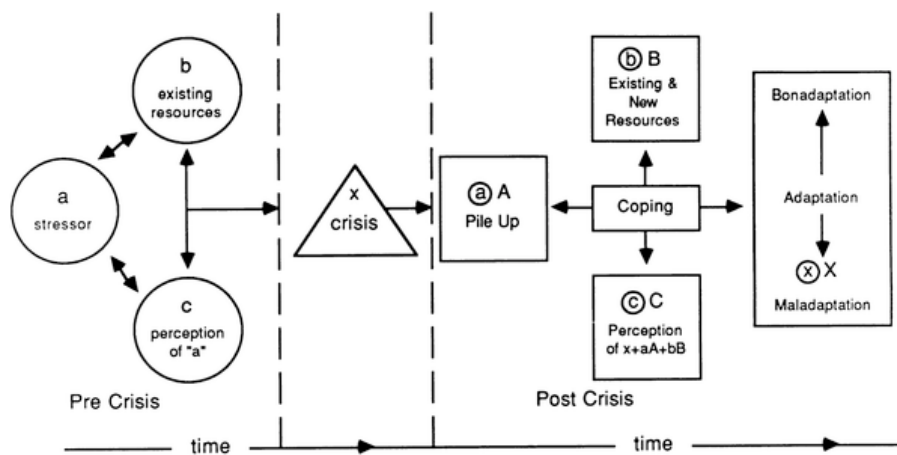 b
existing
resources
a
stressor
c
perception
of "a"
Pre Crisis
x
crisis
ⓐ A
Pile Up
ⓑ B
Existing &
New
Resources
Coping
ⓒ C
Perception
of x+aA+bB
Post Crisis
Bonadaptation
Adaptation
ⓧ X
Maladaptation
time
time